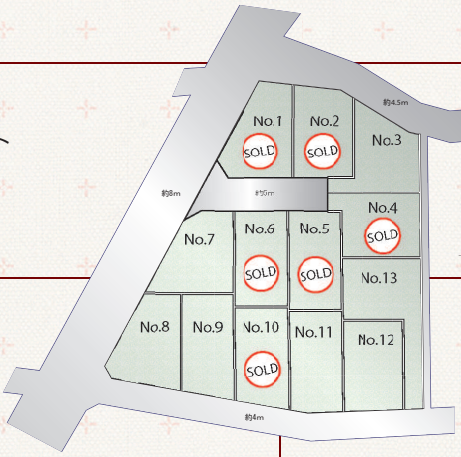 約4.5m
No.1
SOLD
No.2
SOLD
No.3
約8m
約6m
No.4
SOLD
No.7
No.6
SOLD
No.5
SOLD
No.13
No.8
No.9
No.10
SOLD
No.11
No.12
約4m